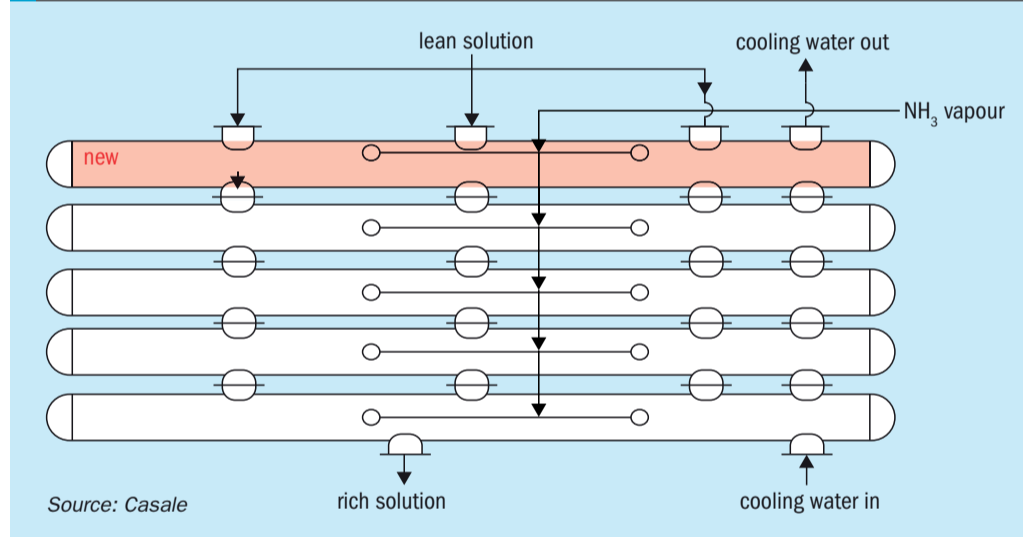 lean solution
cooling water out
NH₃ vapour
new
rich solution
cooling water in
Source: Casale